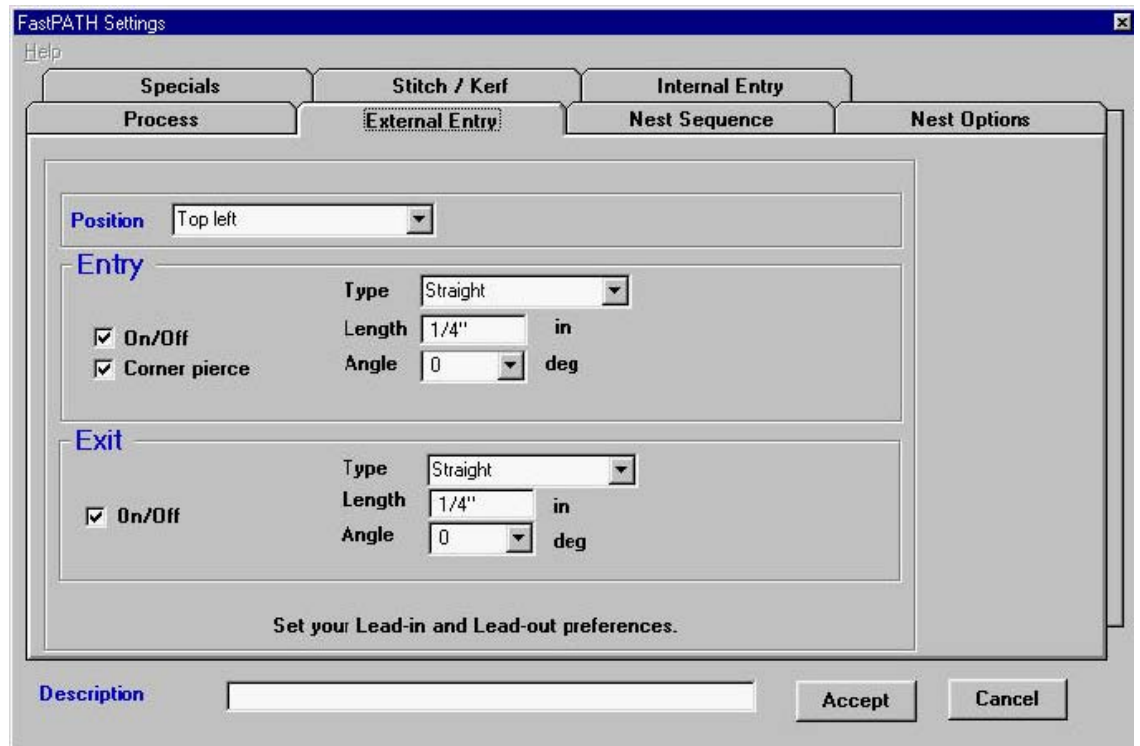 FastPATH Settings
Help
Specials
Stitch / Kerf
Internal Entry
Process
External Entry
Nest Sequence
Nest Options
Position
Top left
Entry
Type
Straight
On/Off
Length
1/4"
in
Corner pierce
Angle
0
deg
Exit
Type
Straight
On/Off
Length
1/4"
in
Angle
0
deg
Set your Lead-in and Lead-out preferences.
Description
Accept
Cancel